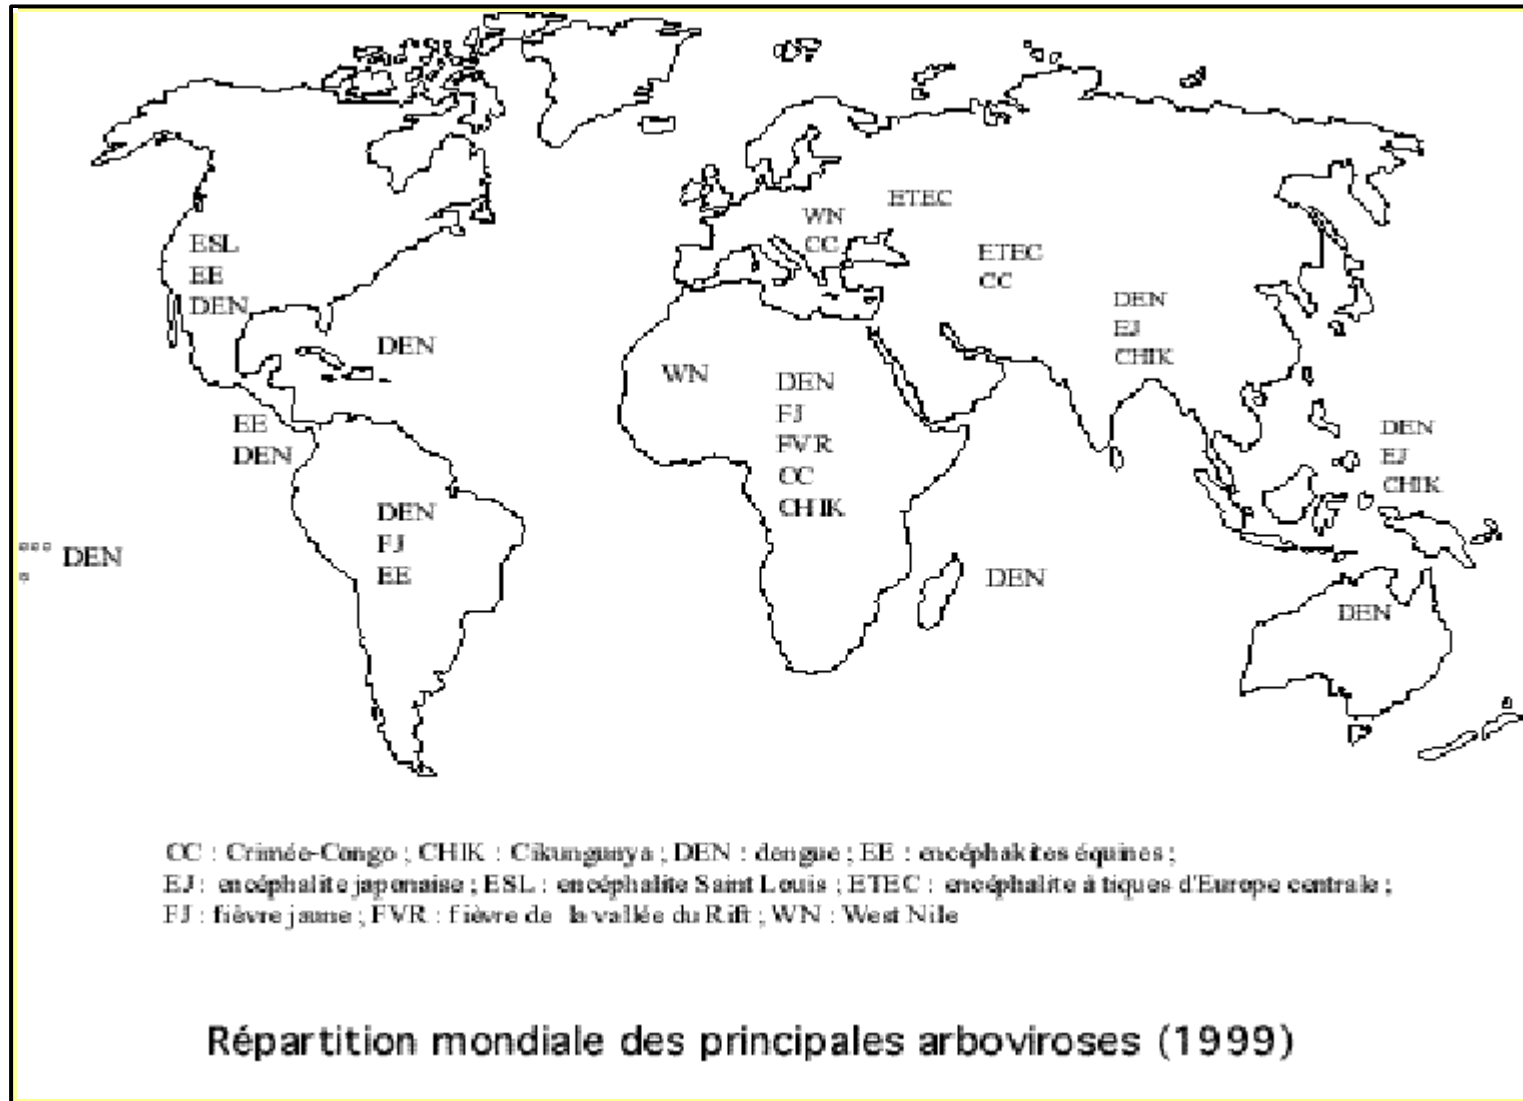 ETEC
WN
CC
ESL
EE
DEN
ETEC
CC
DEN
EJ
CHIK
DEN
WN
DEN
FJ
FVR
CC
CHIK
EE
DEN
DEN
EJ
CHIK
DEN
FJ
EE
DEN
DEN
DEN
CC : Crimée-Congo ; CHIK : Cikungunya ; DEN : dengue ; EE : encéphakites équines ;
EJ : encéphalite japonaise ; ESL : encéphalite Saint Louis ; ETEC : encéphalite à tiques d'Europe centrale ;
FJ : fièvre jaune ; FVR : fièvre de la vallée du Rift ; WN : West Nile
Répartition mondiale des principales arboviroses (1999)